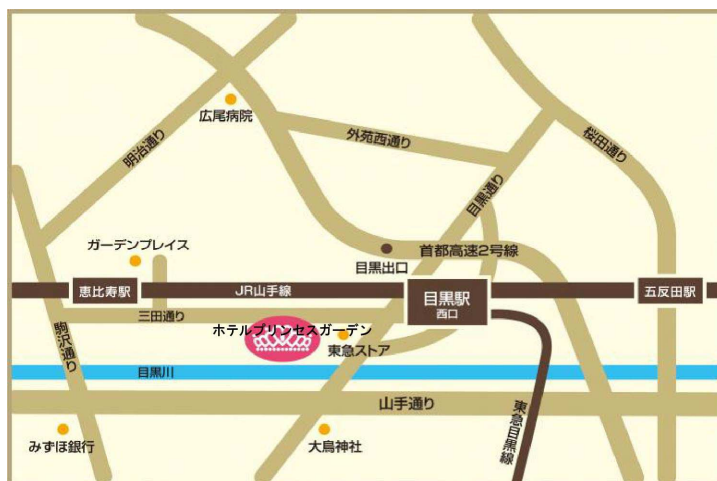 広尾病院
外苑西通り
桜田通り
明治通り
目黒通り
ガーデンプレイス
目黒出口
首都高速2号線
恵比寿駅
JR山手線
目黒駅
西口
五反田駅
三田通り
ホテルプリンセスガーデン
東急ストア
駒沢通り
目黒川
山手通り
東急目黒線
みずほ銀行
大鳥神社